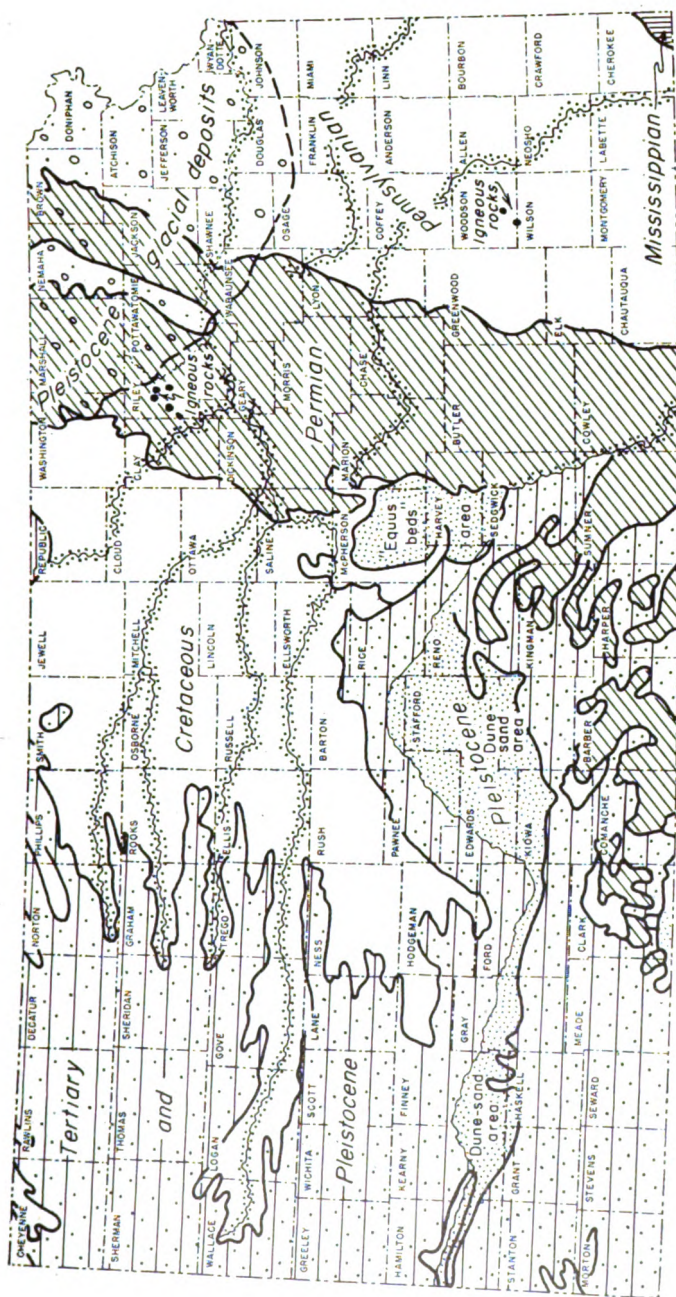 CHEYENNE
RAWLINS
DECATUR
NORTON
PHILLIPS
SMITH
JEWELL
REPUBLIC
WASHINGTON
MARSHALL
NEMAHA
BROWN
DONIPHAN
Tertiary
and
Pleistocene
SHERMAN
THOMAS
SHERIDAN
GRAHAM
ROOKS
OSBORNE
MITCHELL
CLOUD
CLAY
RILEY
POTTAWATOMIE
JACKSON
ATCHISON
JEFFERSON
LEAVEN-
WORTH
WYAN-
DOTTE
Pleistocene
glacial deposits
Cretaceous
OTTAWA
LINCOLN
Igneous
rocks
WALLACE
LOGAN
GOVE
TREGO
ELLIS
RUSSELL
ELLSWORTH
SALINE
DICKINSON
GEARY
WABAUNSEE
SHAWNEE
DOUGLAS
JOHNSON
MORRIS
OSAGE
FRANKLIN
MIAMI
GREELEY
WICHITA
SCOTT
LANE
NESS
RUSH
BARTON
RICE
McPHERSON
MARION
CHASE
LYON
COFFEY
ANDERSON
LINN
Permian
Pennsylvanian
HAMILTON
KEARNY
FINNEY
HODGEMAN
PAWNEE
STAFFORD
RENO
HARVEY
"Equus
beds"
area
GRAY
FORD
EDWARDS
SEDGWICK
BUTLER
GREENWOOD
WOODSON
ALLEN
BOURBON
Dune-sand
area
Pleistocene
Dune
sand
area
Igneous
rocks
STANTON
GRANT
HASKELL
KIOWA
KINGMAN
ELK
WILSON
NEOSHO
CRAWFORD
MORTON
STEVENS
SEWARD
MEADE
CLARK
COMANCHE
BARBER
HARPER
SUMNER
COWLEY
CHAUTAUQUA
MONTGOMERY
LABETTE
CHEROKEE
Mississippian